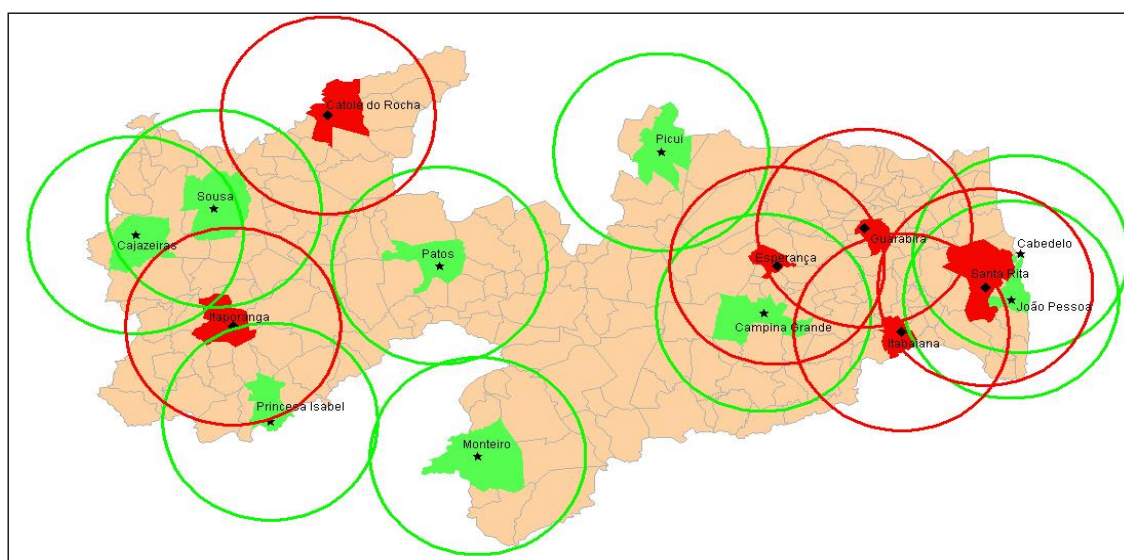 Catolé do Rocha
Picuí
Sousa
Cajazeiras
Guarabira
Cabedelo
Patos
Esperança
Santa Rita
João Pessoa
Itaporanga
Campina Grande
Itabaiana
Princesa Isabel
Monteiro